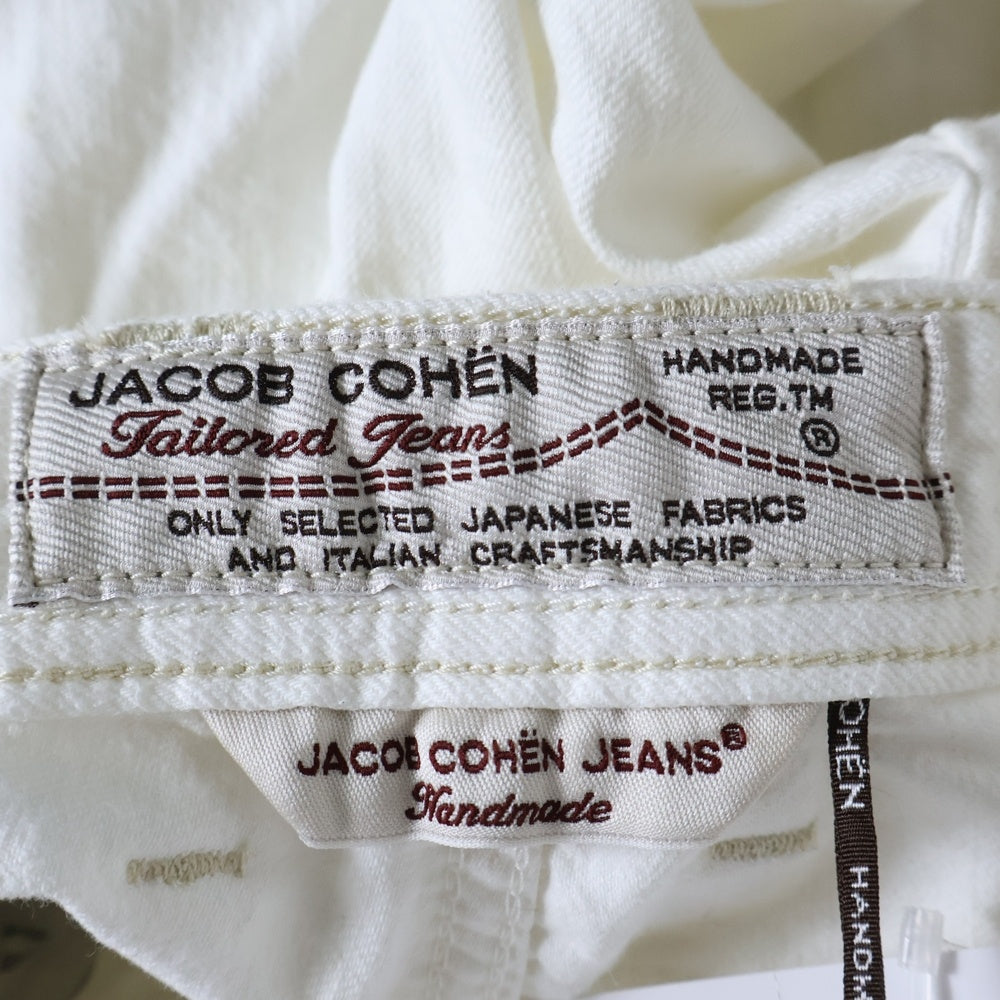 JACOB COHËN
HANDMADE
REG.TM
®
Tailored Jeans
ONLY SELECTED JAPANESE FABRICS
AND ITALIAN CRAFTSMANSHIP
JACOB COHËN JEANS®
Handmade
COHËN